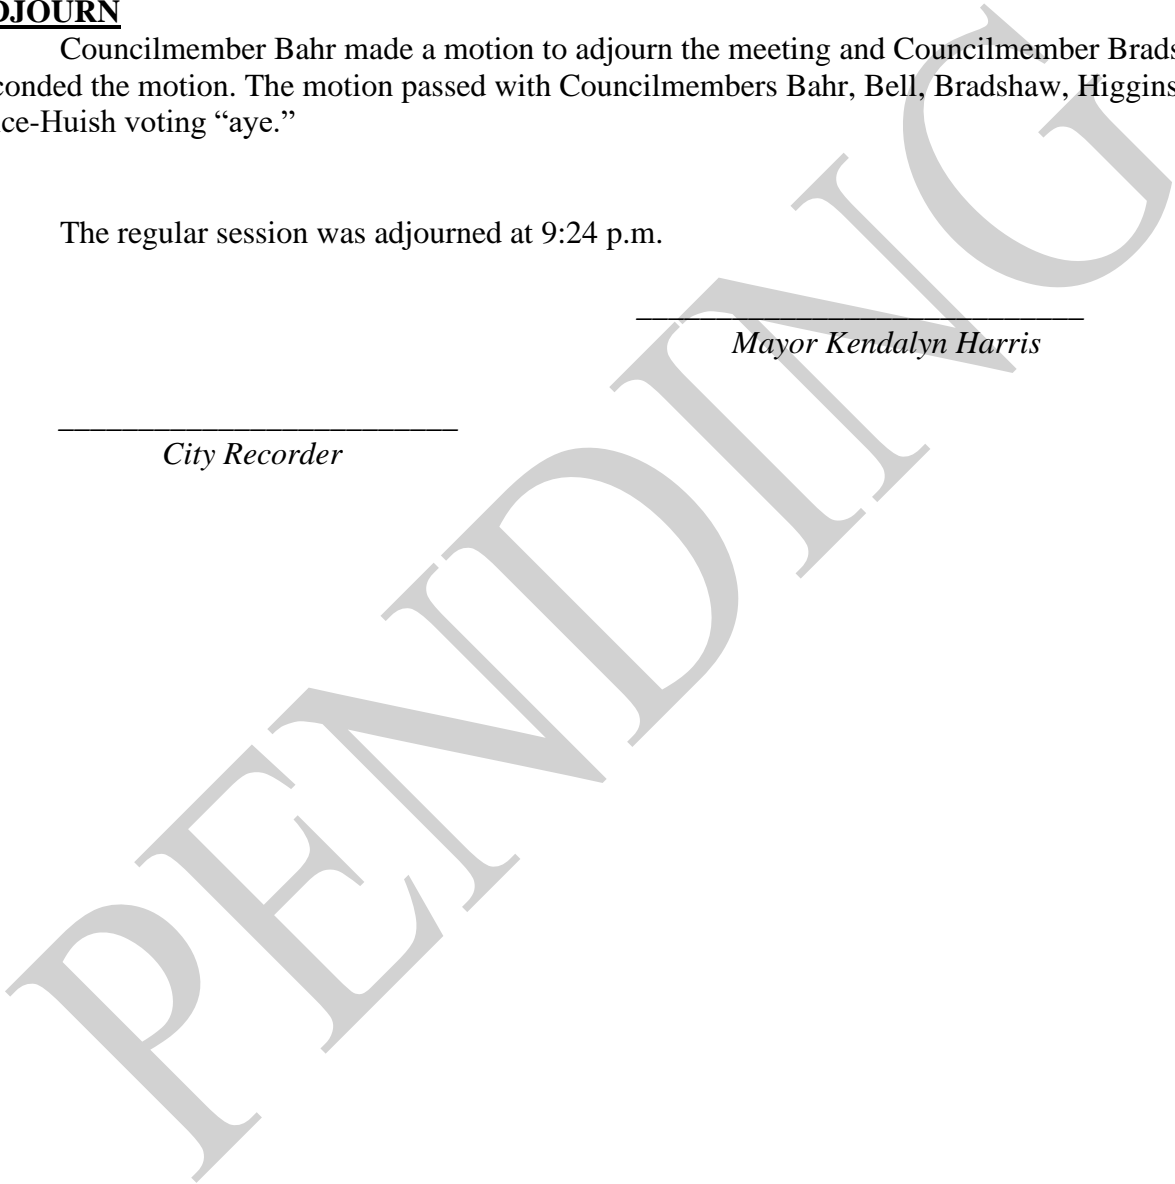 DJOURN
Councilmember Bahr made a motion to adjourn the meeting and Councilmember Brads
conded the motion. The motion passed with Councilmembers Bahr, Bell, Bradshaw, Higgins
ce-Huish voting “aye.”
The regular session was adjourned at 9:24 p.m.
Mayor Kendalyn Harris
City Recorder
PENDING